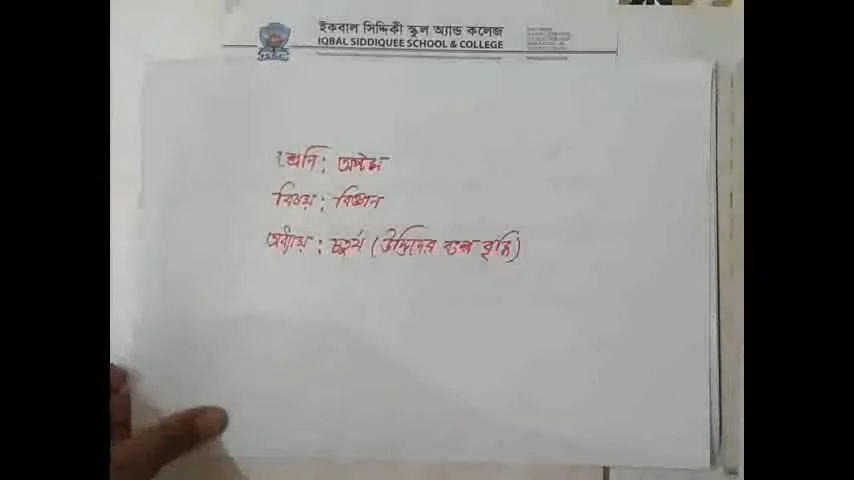 ইকবাল সিদ্দিকী স্কুল অ্যান্ড কলেজ
IQBAL SIDDIQUEE SCHOOL & COLLEGE
শ্রেনি : অষ্টম
বিষয় : বিজ্ঞান
অধ্যায় : চতুর্থ (উদ্ভিদের বংশ বৃদ্ধি)